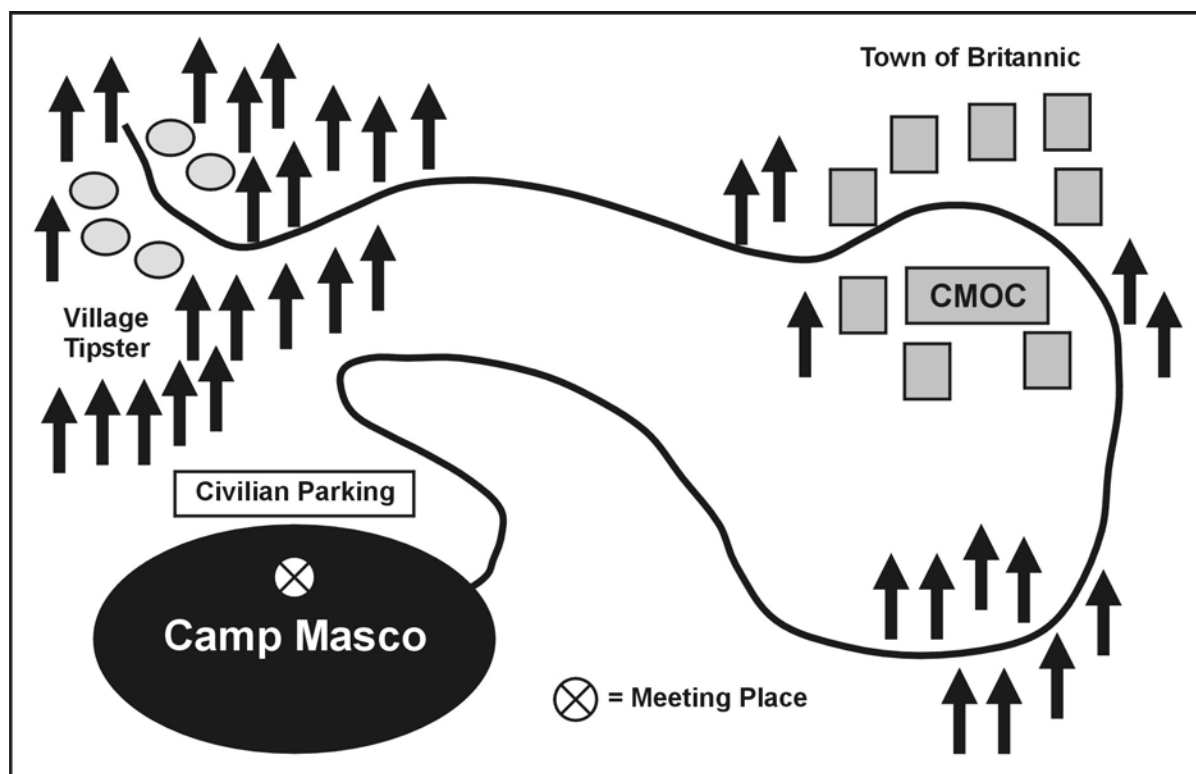 Town of Britannic
CMOC
Village
Tipster
Civilian Parking
Camp Masco
= Meeting Place